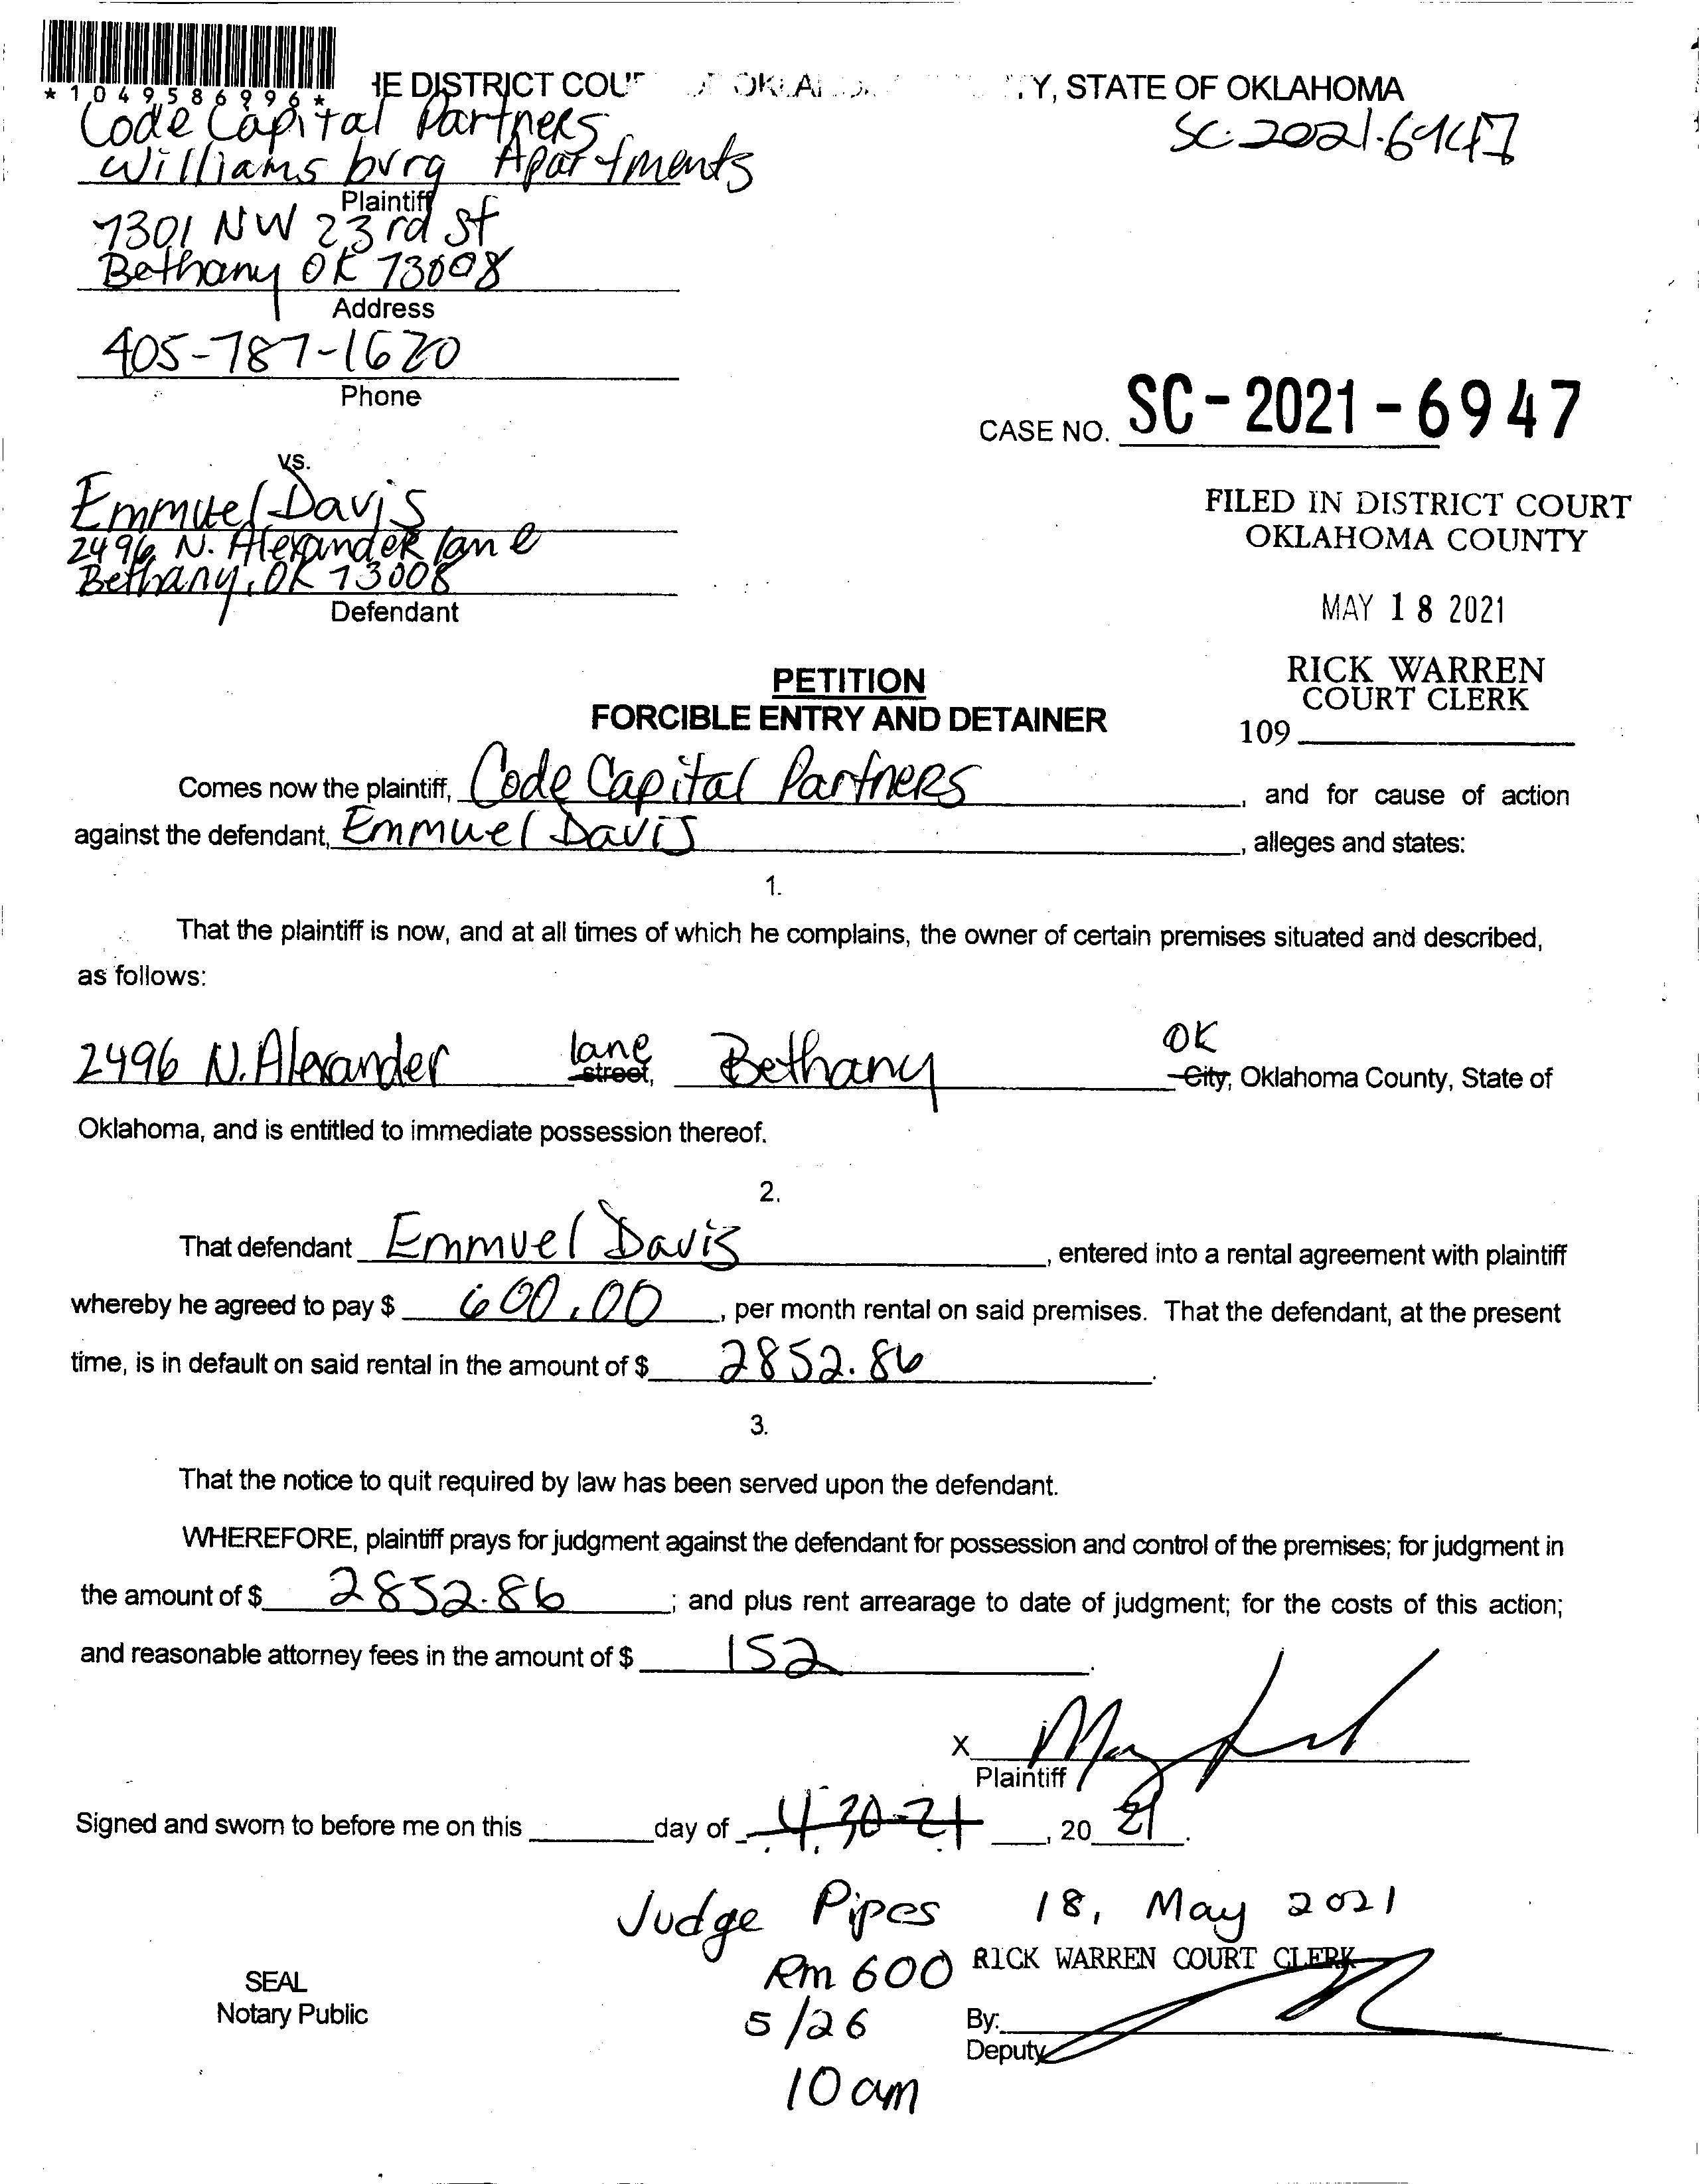 *1049586996*
IE DISTRICT COU OKLA Y, STATE OF OKLAHOMA
Code Capital Partners
SC-2021-6947
Williamsburg Apartments
Plaintiff
7301 NW 23rd St
Bethany OK 73008
Address
405-787-1620
Phone
CASE NO. SC-2021-6947
vs.
Emmuel Davis
2496 N. Alexander lane
Bethany, OK 73008
Defendant
FILED IN DISTRICT COURT
OKLAHOMA COUNTY
MAY 18 2021
RICK WARREN
COURT CLERK
109
PETITION
FORCIBLE ENTRY AND DETAINER
Comes now the plaintiff, Code Capital Partners, and for cause of action
against the defendant, Emmuel Davis, alleges and states:
1.
That the plaintiff is now, and at all times of which he complains, the owner of certain premises situated and described,
as follows:
2496 N. Alexander lane street, Bethany OK City, Oklahoma County, State of
Oklahoma, and is entitled to immediate possession thereof.
2.
That defendant Emmuel Davis, entered into a rental agreement with plaintiff
whereby he agreed to pay $ 600.00, per month rental on said premises. That the defendant, at the present
time, is in default on said rental in the amount of $ 2852.86.
3.
That the notice to quit required by law has been served upon the defendant.
WHEREFORE, plaintiff prays for judgment against the defendant for possession and control of the premises; for judgment in
the amount of $ 2852.86; and plus rent arrearage to date of judgment; for the costs of this action;
and reasonable attorney fees in the amount of $ 152.
X
Plaintiff
Signed and sworn to before me on this day of 4-30-21, 20 21.
Judge Pipes 18, May 2021
Rm 600 RICK WARREN COURT CLERK
SEAL
Notary Public
5/26
By:
Deputy
10 am